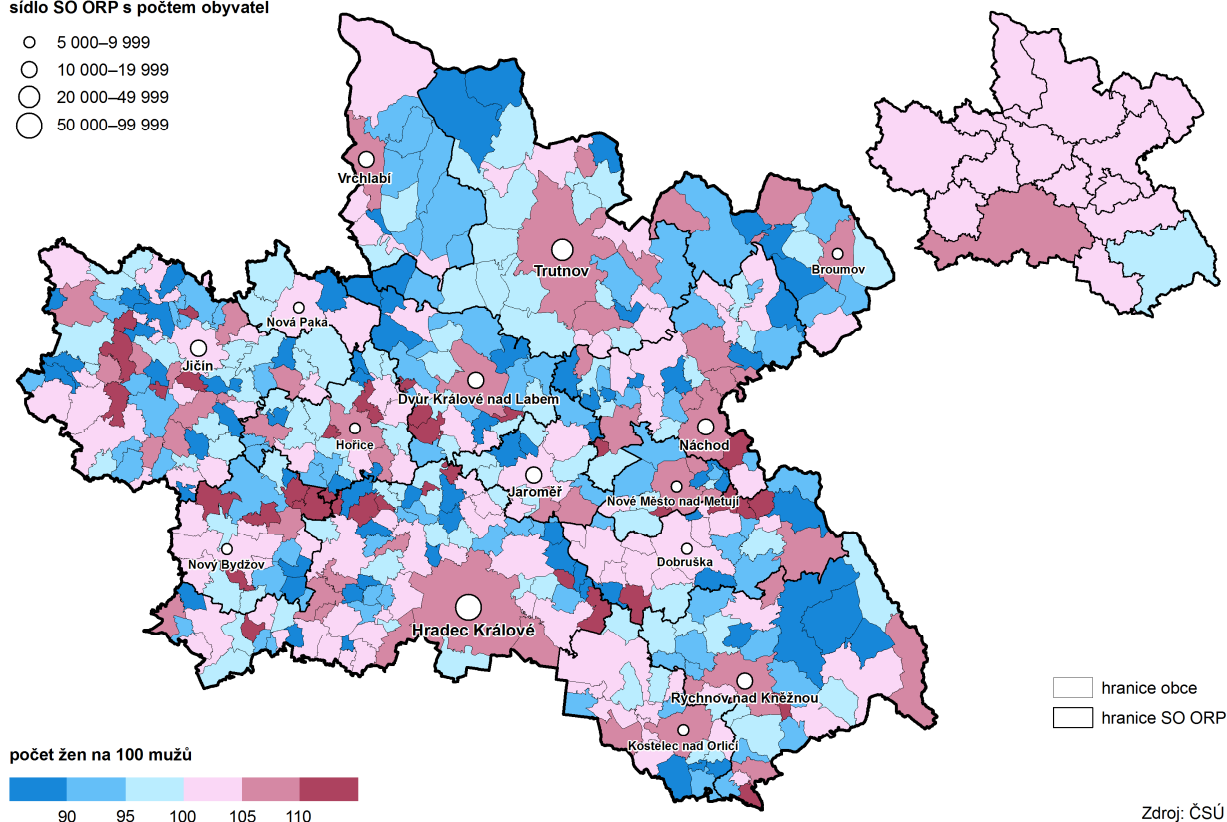 sídlo SO ORP s počtem obyvatel
5 000–9 999
10 000–19 999
20 000–49 999
50 000–99 999
Vrchlabí
Trutnov
Broumov
Nová Paka
Jičín
Dvůr Králové nad Labem
Hořice
Náchod
Jaroměř
Nové Město nad Metují
Nový Bydžov
Dobruška
Hradec Králové
Rychnov nad Kněžnou
Kostelec nad Orlicí
hranice obce
hranice SO ORP
počet žen na 100 mužů
90 95 100 105 110
Zdroj: ČSÚ